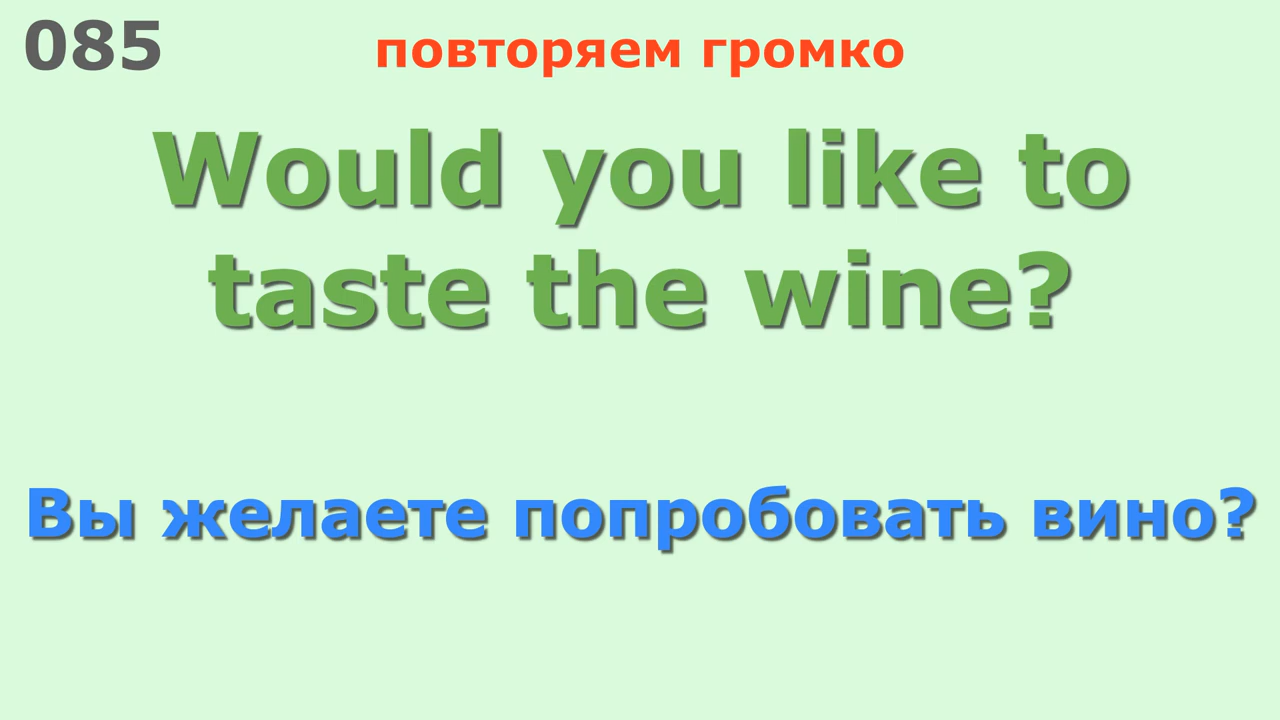 085
повторяем громко
Would you like to
taste the wine?
Вы желаете попробовать вино?